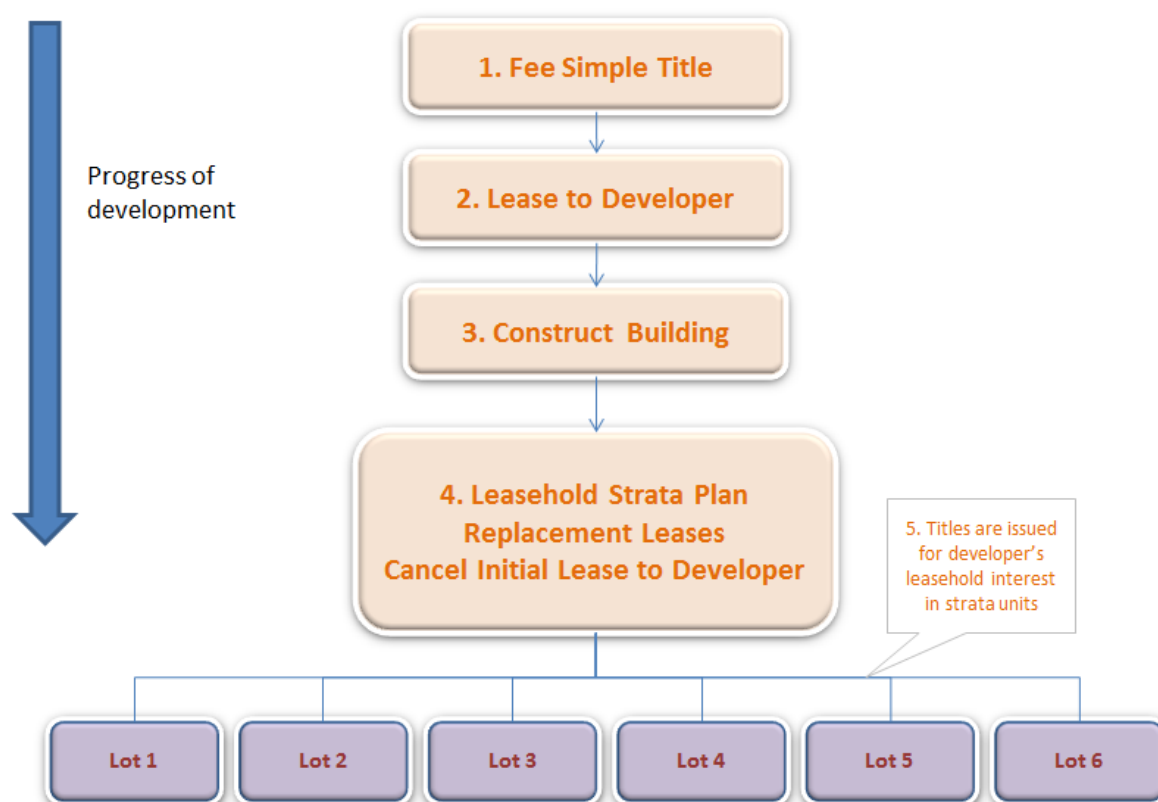 1. Fee Simple Title
Progress of
development
2. Lease to Developer
3. Construct Building
4. Leasehold Strata Plan
Replacement Leases
Cancel Initial Lease to Developer
5. Titles are issued
for developer's
leasehold interest
in strata units
Lot 1
Lot 2
Lot 3
Lot 4
Lot 5
Lot 6